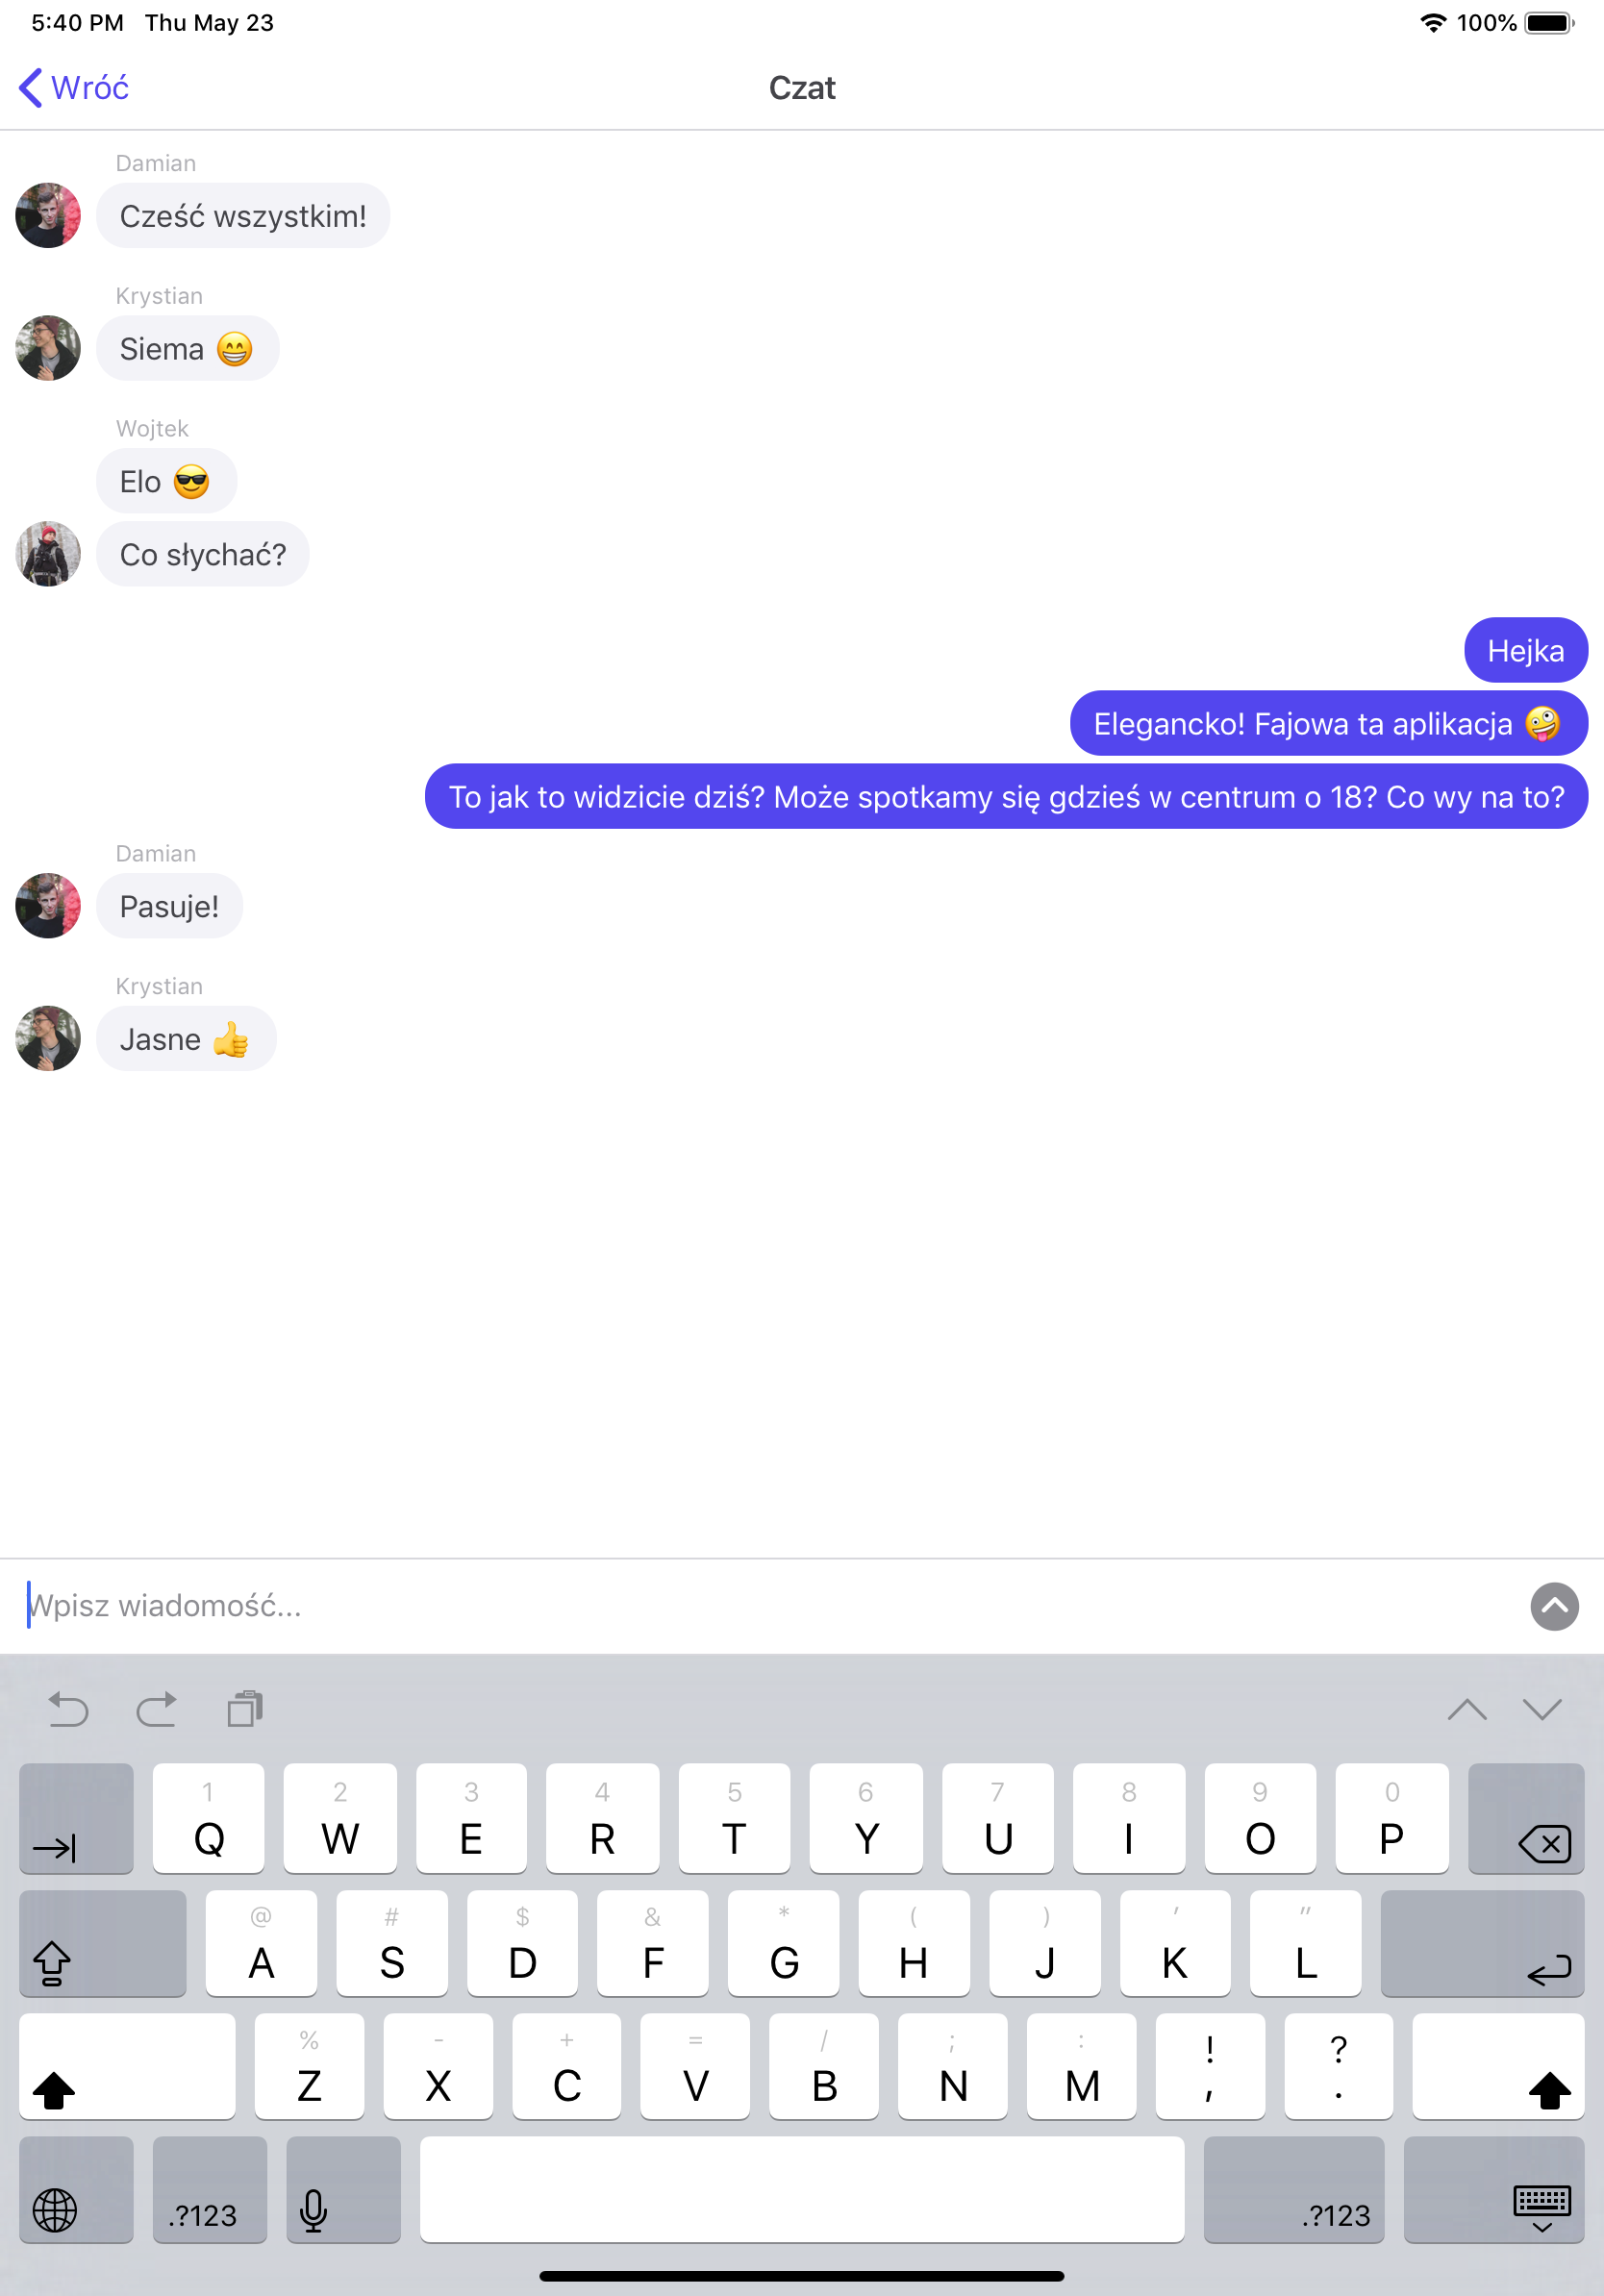 5:40 PM Thu May 23 100%
Wróć Czat
Damian
Cześć wszystkim!
Krystian
Siema 😁
Wojtek
Elo 😎
Co słychać?
Hejka
Elegancko! Fajowa ta aplikacja 🤪
To jak to widzicie dziś? Może spotkamy się gdzieś w centrum o 18? Co wy na to?
Damian
Pasuje!
Krystian
Jasne 👍
Wpisz wiadomość...
1 2 3 4 5 6 7 8 9 0
Q W E R T Y U I O P
@ # $ & * ( ) ' "
A S D F G H J K L
% - + = / ; : ! ?
Z X C V B N M , .
.?123 .?123